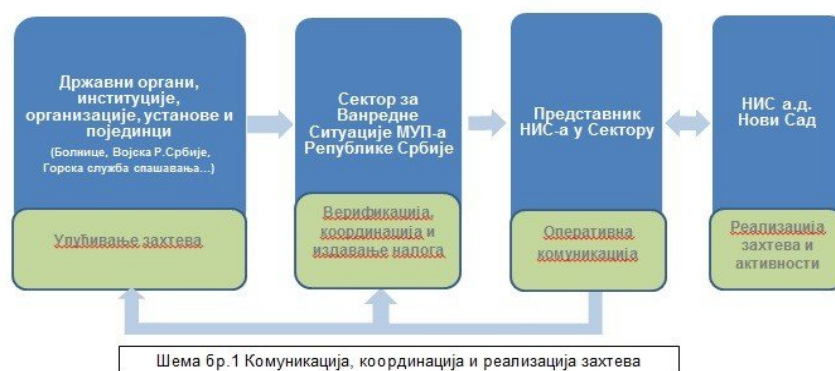 Државни органи,
институције,
организације, установе и
појединци
(Болнице, Војска Р.Србије,
Горска служба спашавања...)
Упућивање захтева
Сектор за
Ванредне
Ситуације МУП-а
Републике Србије
Верификација,
координација и
издавање налога
Представник
НИС-а у Сектору
Оперативна
комуникација
НИС а.д.
Нови Сад
Реализација
захтева и
активности
Шема бр.1 Комуникација, координација и реализација захтева